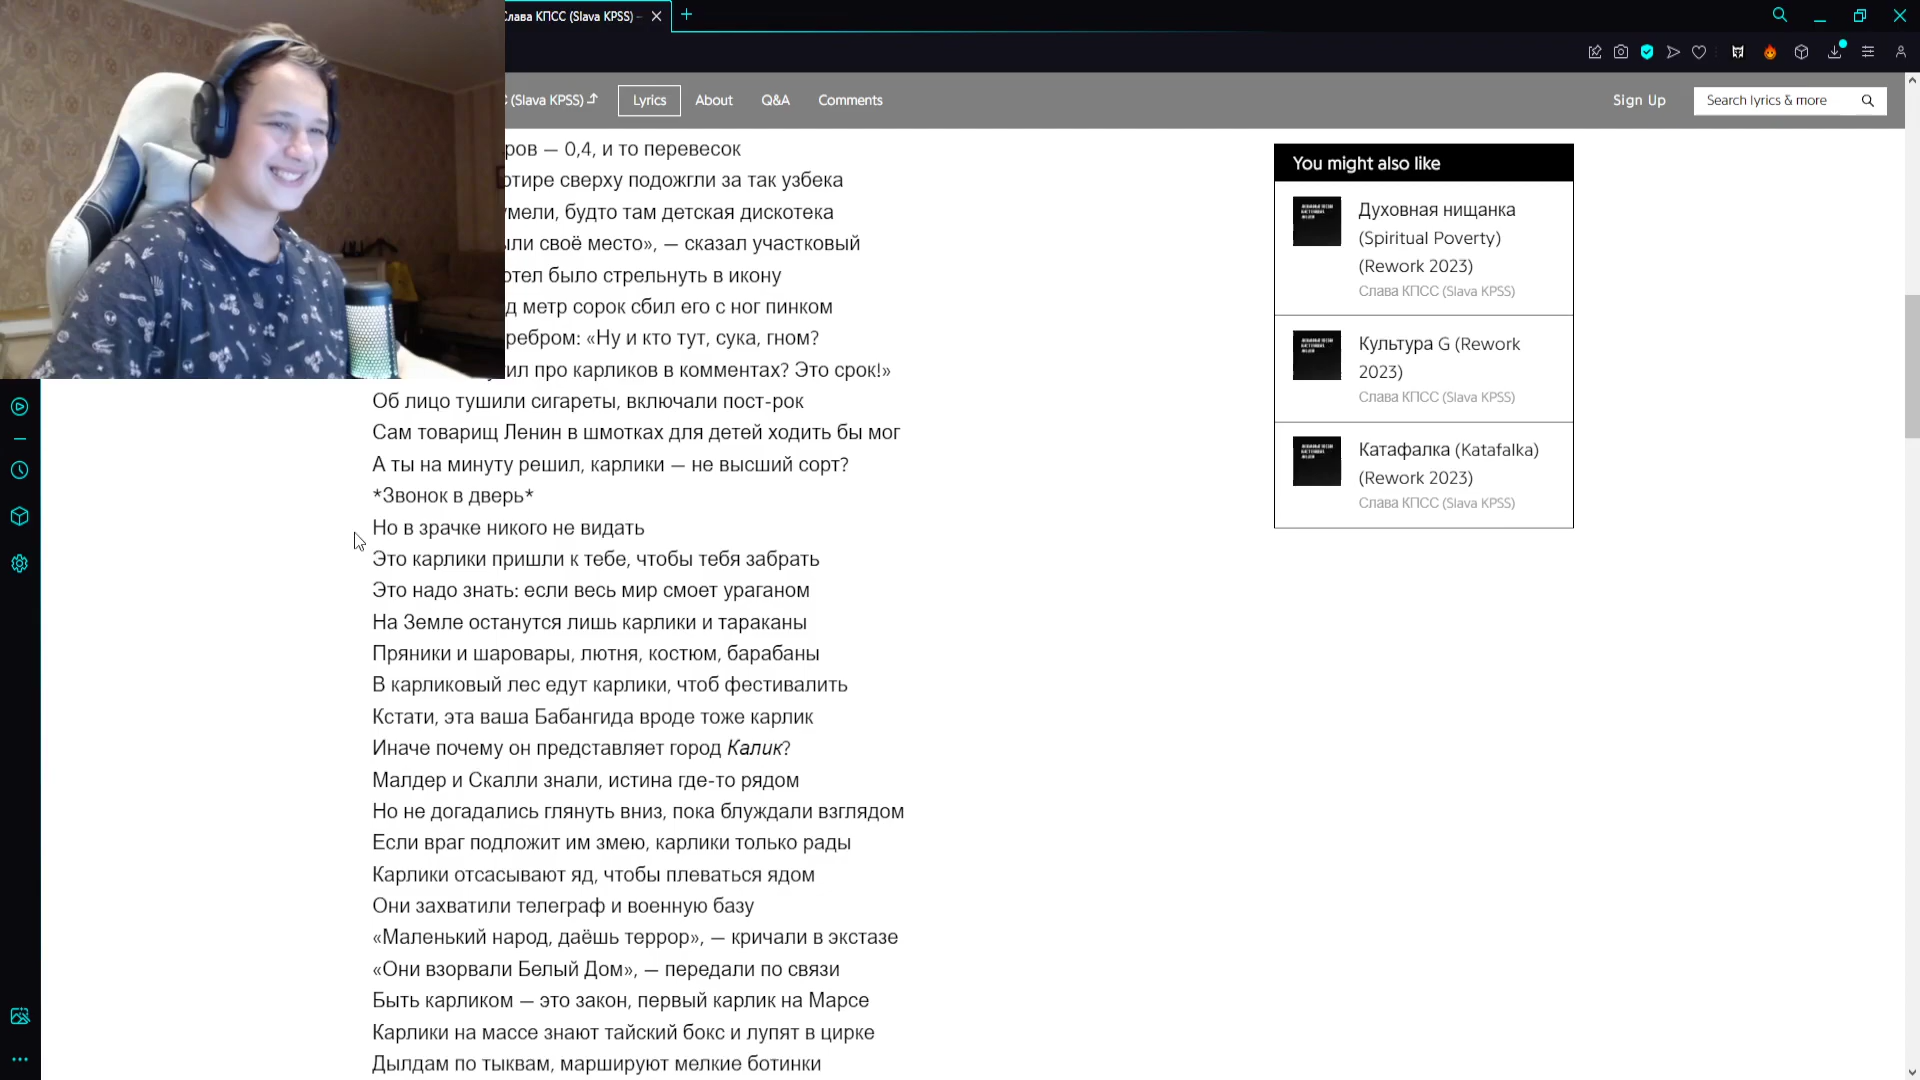 Слава КПСС (Slava KPSS) –
(Slava KPSS)
Lyrics
About
Q&A
Comments
Sign Up
Search lyrics & more
— 0,4, и то перевесок
сверху подожгли за так узбека
будто там детская дискотека
своё место», — сказал участковый
было стрельнуть в икону
метр сорок сбил его с ног пинком
«Ну и кто тут, сука, гном?
про карликов в комментах? Это срок!»
Об лицо тушили сигареты, включали пост-рок
Сам товарищ Ленин в шмотках для детей ходить бы мог
А ты на минуту решил, карлики — не высший сорт?
*Звонок в дверь*
Но в зрачке никого не видать
Это карлики пришли к тебе, чтобы тебя забрать
Это надо знать: если весь мир смоет ураганом
На Земле останутся лишь карлики и тараканы
Пряники и шаровары, лютня, костюм, барабаны
В карликовый лес едут карлики, чтоб фестивалить
Кстати, эта ваша Бабангида вроде тоже карлик
Иначе почему он представляет город Калик?
Малдер и Скалли знали, истина где-то рядом
Но не догадались глянуть вниз, пока блуждали взглядом
Если враг подложит им змею, карлики только рады
Карлики отсасывают яд, чтобы плеваться ядом
Они захватили телеграф и военную базу
«Маленький народ, даёшь террор», — кричали в экстазе
«Они взорвали Белый Дом», — передали по связи
Быть карликом — это закон, первый карлик на Марсе
Карлики на массе знают тайский бокс и лупят в цирке
Дылдам по тыквам, маршируют мелкие ботинки
You might also like
Духовная нищанка
(Spiritual Poverty)
(Rework 2023)
Слава КПСС (Slava KPSS)
Культура G (Rework
2023)
Слава КПСС (Slava KPSS)
Катафалка (Katafalka)
(Rework 2023)
Слава КПСС (Slava KPSS)